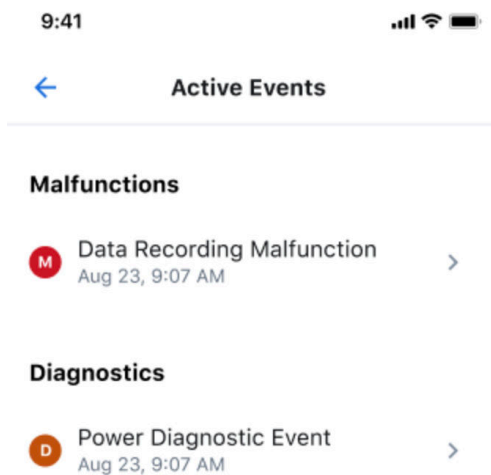 9:41
Active Events
Malfunctions
M
Data Recording Malfunction
Aug 23, 9:07 AM
Diagnostics
D
Power Diagnostic Event
Aug 23, 9:07 AM